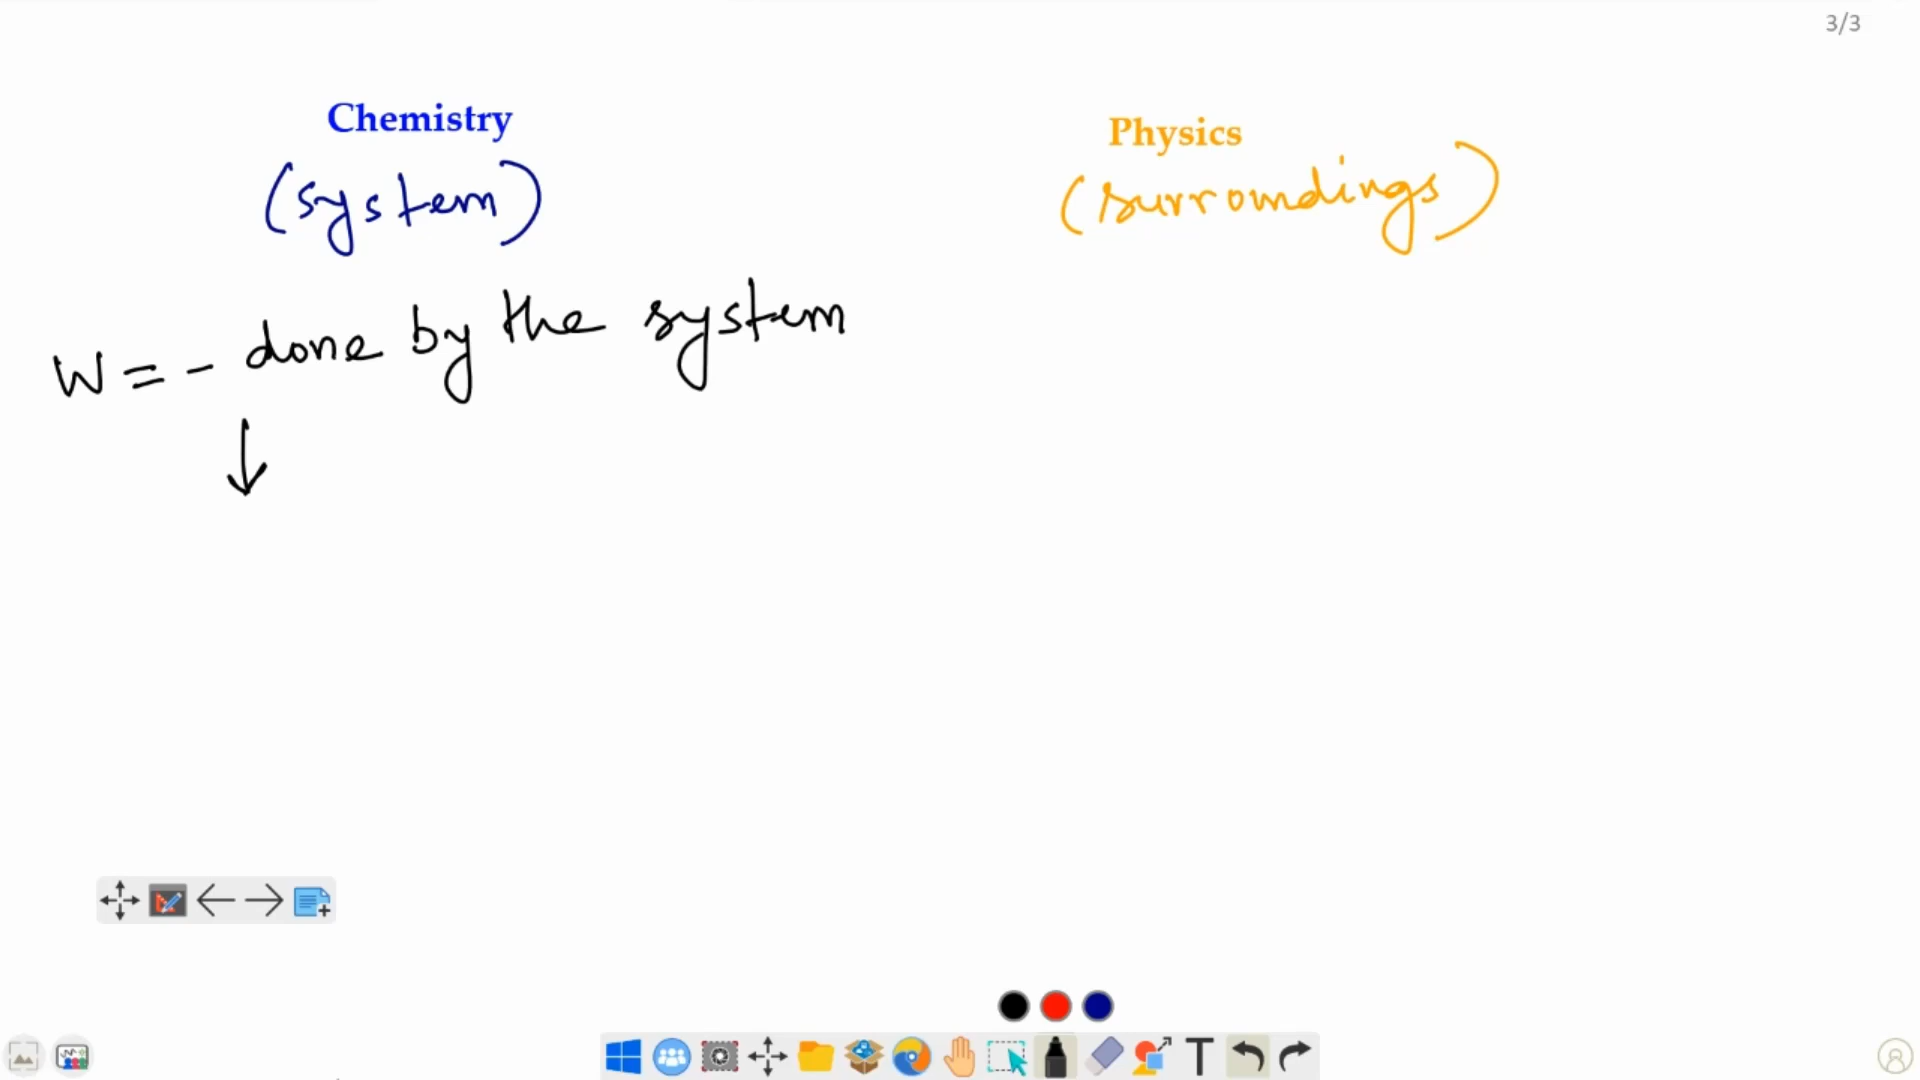 3/3
Chemistry
(system)
W = - done by the system
↓
Physics
(surroundings)